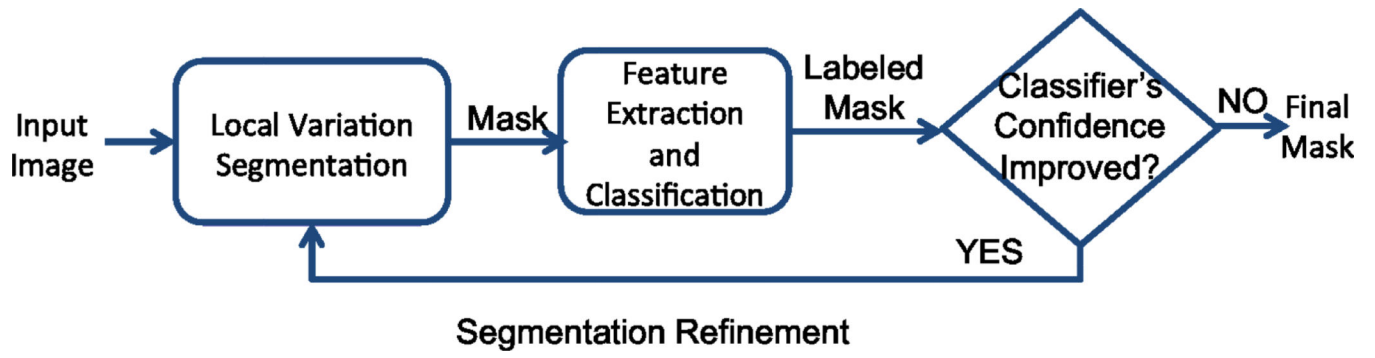 Input
Image
Local Variation
Segmentation
Mask
Feature
Extraction
and
Classification
Labeled
Mask
Classifier's
Confidence
Improved?
NO
Final
Mask
YES
Segmentation Refinement